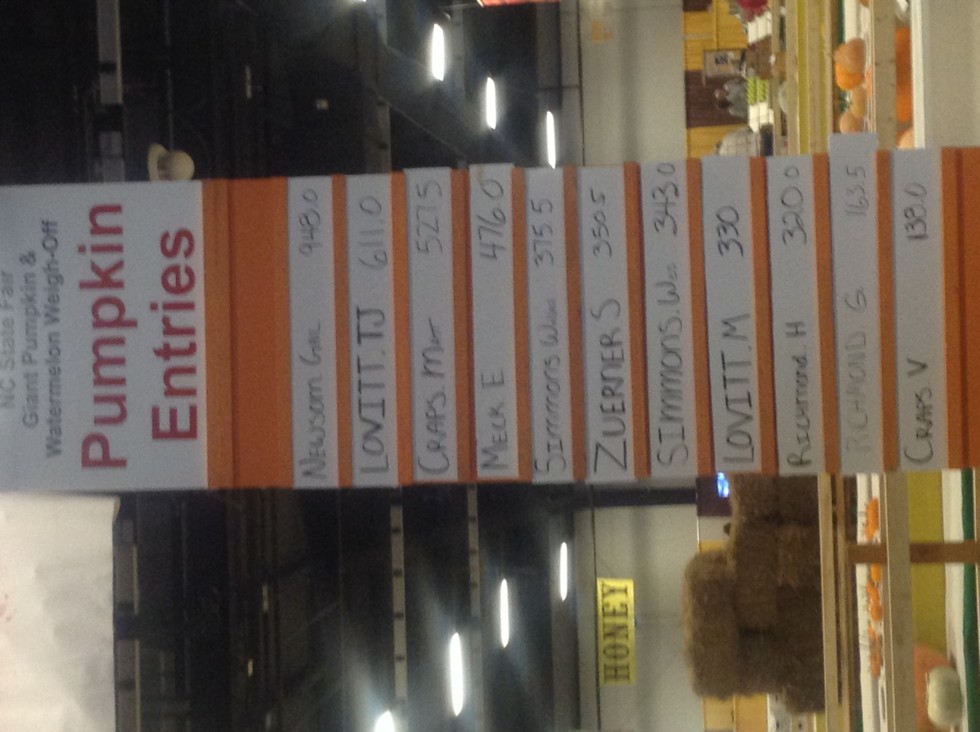 NC State Fair
Giant Pumpkin &
Watermelon Weigh-Off
Pumpkin
Entries
NEWSOM GAIL 948.0
LOVITT. TJ 611.0
CRAPS. MATT 527.5
MECK E 476.0
Simmons 375.5
ZUERNER S 350.5
SImmons. Wes 343.0
LOVITT. M 330
RICHMOND. H 320.0
RICHMOND G. 163.5
CRAPS V 138.0
HONEY